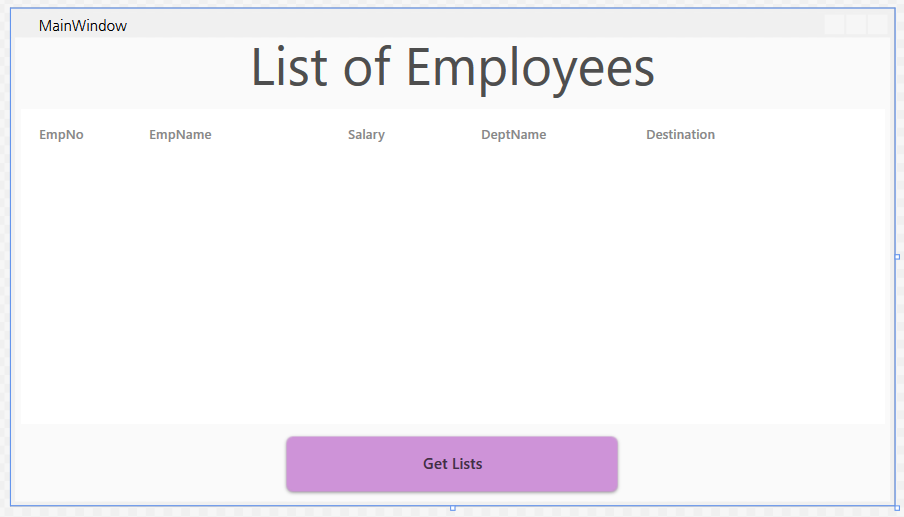 MainWindow
List of Employees
EmpNo EmpName Salary DeptName Destination
Get Lists